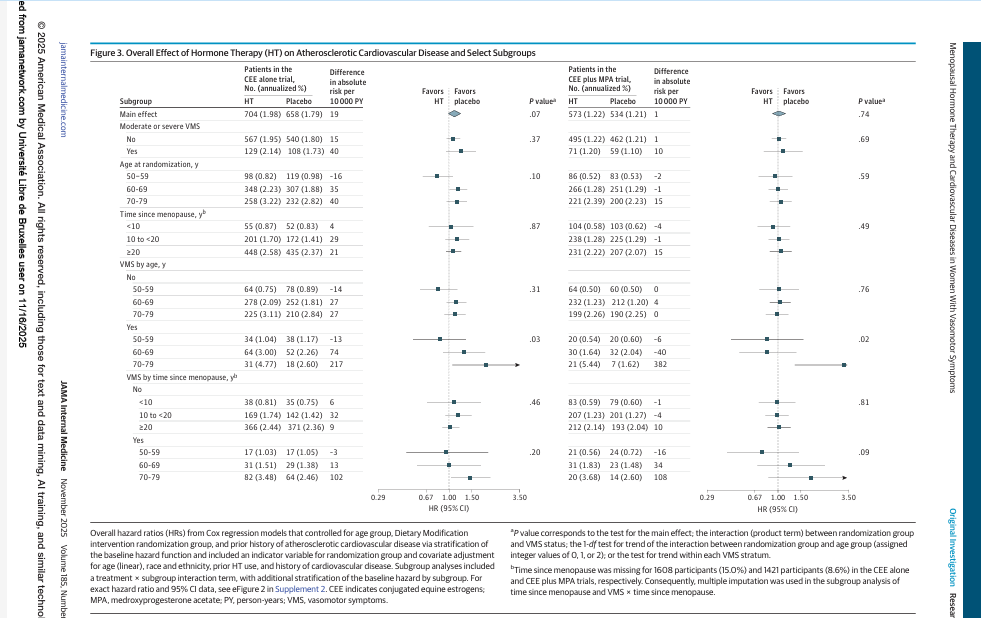 Figure 3. Overall Effect of Hormone Therapy (HT) on Atherosclerotic Cardiovascular Disease and Select Subgroups
Subgroup
Patients in the
CEE alone trial,
No. (annualized %)
HT Placebo
Difference
in absolute
risk per
10 000 PY
Favors Favors
HT placebo
P valueᵃ
Patients in the
CEE plus MPA trial,
No. (annualized %)
HT Placebo
Difference
in absolute
risk per
10 000 PY
Favors Favors
HT placebo
P valueᵃ
Main effect 704 (1.98) 658 (1.79) 19 .07 573 (1.22) 534 (1.21) 1 .74
Moderate or severe VMS
No 567 (1.95) 540 (1.80) 15 .37 495 (1.22) 462 (1.21) 1 .69
Yes 129 (2.14) 108 (1.73) 40 71 (1.20) 59 (1.10) 10
Age at randomization, y
50-59 98 (0.82) 119 (0.98) -16 .10 86 (0.52) 83 (0.53) -2 .59
60-69 348 (2.23) 307 (1.88) 35 266 (1.28) 251 (1.29) -1
70-79 258 (3.22) 232 (2.82) 40 221 (2.39) 200 (2.23) 15
Time since menopause, yᵇ
<10 55 (0.87) 52 (0.83) 4 .87 104 (0.58) 103 (0.62) -4 .49
10 to <20 201 (1.70) 172 (1.41) 29 238 (1.28) 225 (1.29) -1
≥20 448 (2.58) 435 (2.37) 21 231 (2.22) 207 (2.07) 15
VMS by age, y
No
50-59 64 (0.75) 78 (0.89) -14 .31 64 (0.50) 60 (0.50) 0 .76
60-69 278 (2.09) 252 (1.81) 27 232 (1.23) 212 (1.20) 4
70-79 225 (3.11) 210 (2.84) 27 199 (2.26) 190 (2.25) 0
Yes
50-59 34 (1.04) 38 (1.17) -13 .03 20 (0.54) 20 (0.60) -6 .02
60-69 64 (3.00) 52 (2.26) 74 30 (1.64) 32 (2.04) -40
70-79 31 (4.77) 18 (2.60) 217 21 (5.44) 7 (1.62) 382
VMS by time since menopause, yᵇ
No
<10 38 (0.81) 35 (0.75) 6 .46 83 (0.59) 79 (0.60) -1 .81
10 to <20 169 (1.74) 142 (1.42) 32 207 (1.23) 201 (1.27) -4
≥20 366 (2.44) 371 (2.36) 9 212 (2.14) 193 (2.04) 10
Yes
50-59 17 (1.03) 17 (1.05) -3 .20 21 (0.56) 24 (0.72) -16 .09
60-69 31 (1.51) 29 (1.38) 13 31 (1.83) 23 (1.48) 34
70-79 82 (3.48) 64 (2.46) 102 20 (3.68) 14 (2.60) 108
0.29 0.67 1.00 1.50 3.50
HR (95% CI)
0.29 0.67 1.00 1.50 3.50
HR (95% CI)
Overall hazard ratios (HRs) from Cox regression models that controlled for age group, Dietary Modification
intervention randomization group, and prior history of atherosclerotic cardiovascular disease via stratification of
the baseline hazard function and included an indicator variable for randomization group and covariate adjustment
for age (linear), race and ethnicity, prior HT use, and history of cardiovascular disease. Subgroup analyses included
a treatment × subgroup interaction term, with additional stratification of the baseline hazard by subgroup. For
exact hazard ratio and 95% CI data, see eFigure 2 in Supplement 2. CEE indicates conjugated equine estrogens;
MPA, medroxyprogesterone acetate; PY, person-years; VMS, vasomotor symptoms.
ᵃP value corresponds to the test for the main effect; the interaction (product term) between randomization group
and VMS status; the 1-df test for trend of the interaction between randomization group and age group (assigned
integer values of 0, 1, or 2); or the test for trend within each VMS stratum.
ᵇTime since menopause was missing for 1608 participants (15.0%) and 1421 participants (8.6%) in the CEE alone
and CEE plus MPA trials, respectively. Consequently, multiple imputation was used in the subgroup analysis of
time since menopause and VMS × time since menopause.
Menopausal Hormone Therapy and Cardiovascular Diseases in Women With Vasomotor Symptoms
Original Investigation Resear
jamainternalmedicine.com
JAMA Internal Medicine November 2025 Volume 185, Number
© 2025 American Medical Association. All rights reserved, including those for text and data mining, AI training, and similar technol
ed from jamanetwork.com by Université Libre de Bruxelles user on 11/16/2025